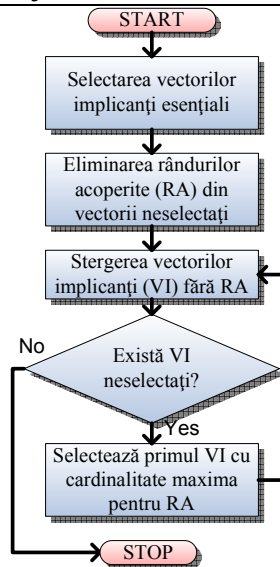 START
Selectarea vectorilor
implicanţi esenţiali
Eliminarea rândurilor
acoperite (RA) din
vectorii neselectaţi
Stergerea vectorilor
implicanţi (VI) fără RA
No
Există VI
neselectaţi?
Yes
Selectează primul VI cu
cardinalitate maxima
pentru RA
STOP